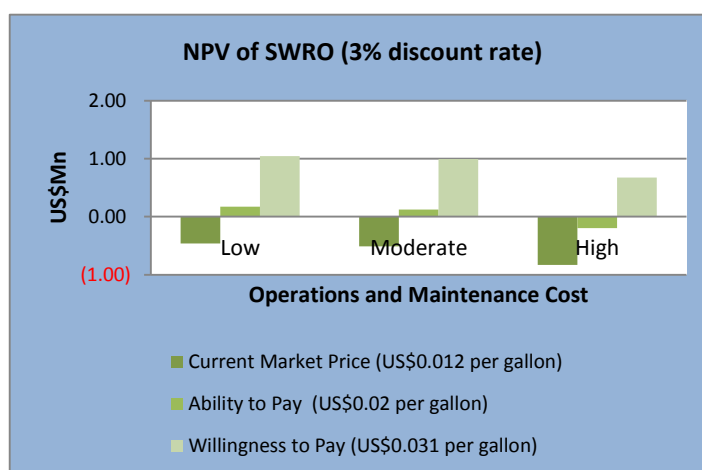 NPV of SWRO (3% discount rate)
2.00
1.00
0.00
(1.00)
US$Mn
Low Moderate High
Operations and Maintenance Cost
Current Market Price (US$0.012 per gallon)
Ability to Pay (US$0.02 per gallon)
Willingness to Pay (US$0.031 per gallon)